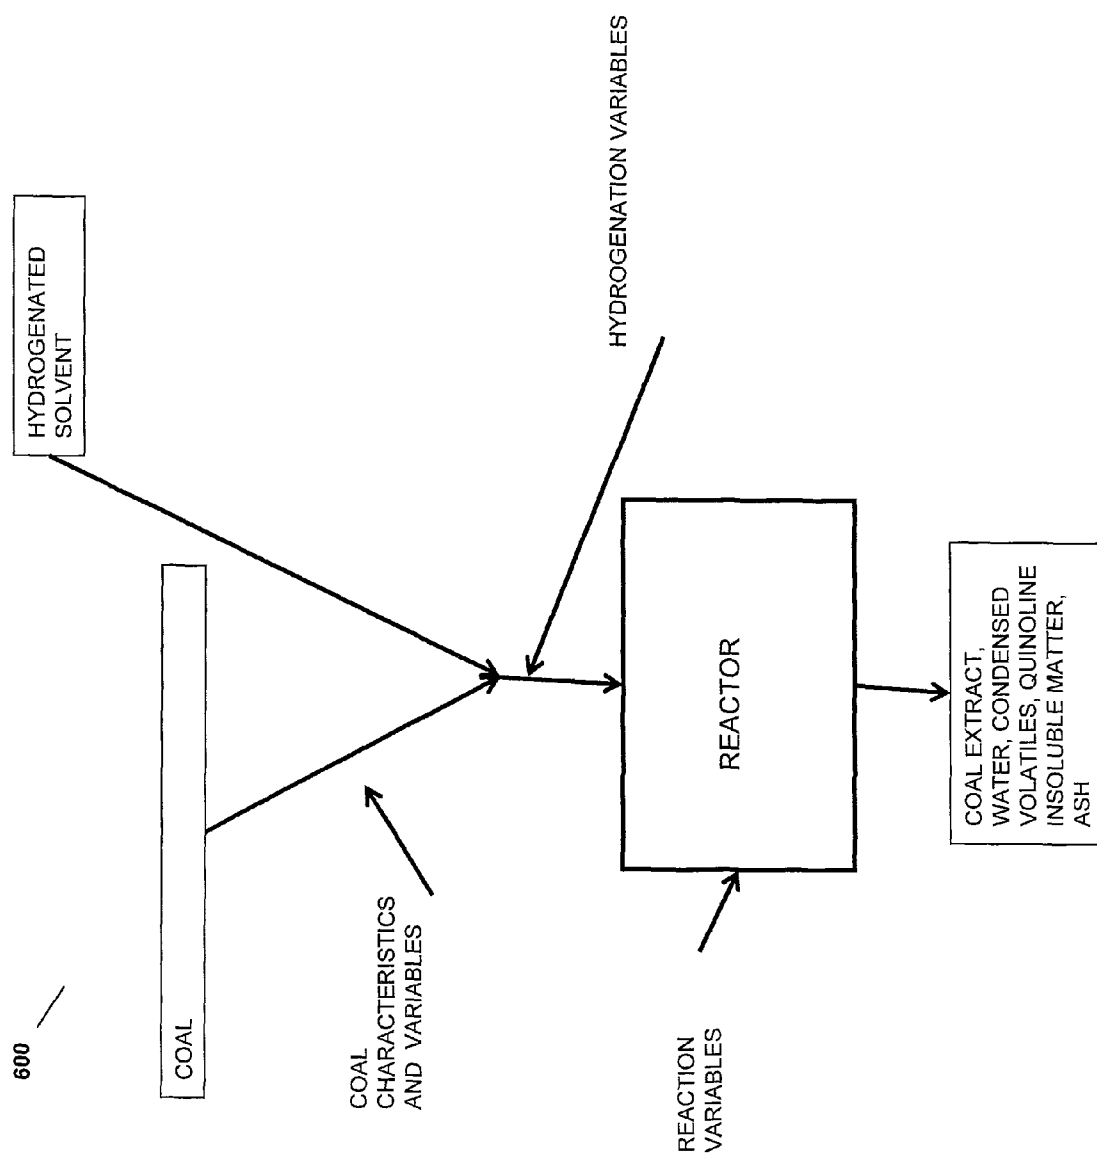 600
COAL
HYDROGENATED
SOLVENT
COAL
CHARACTERISTICS
AND VARIABLES
HYDROGENATION VARIABLES
REACTION
VARIABLES
REACTOR
COAL EXTRACT,
WATER, CONDENSED
VOLATILES, QUINOLINE
INSOLUBLE MATTER,
ASH